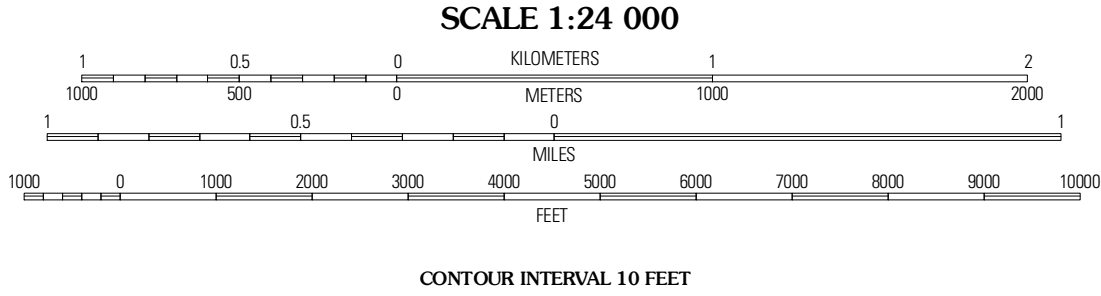 SCALE 1:24 000
1 0.5 0 KILOMETERS 1 2
1000 500 0 METERS 1000 2000
1 0.5 0 1
MILES
1000 0 1000 2000 3000 4000 5000 6000 7000 8000 9000 10000
FEET
CONTOUR INTERVAL 10 FEET